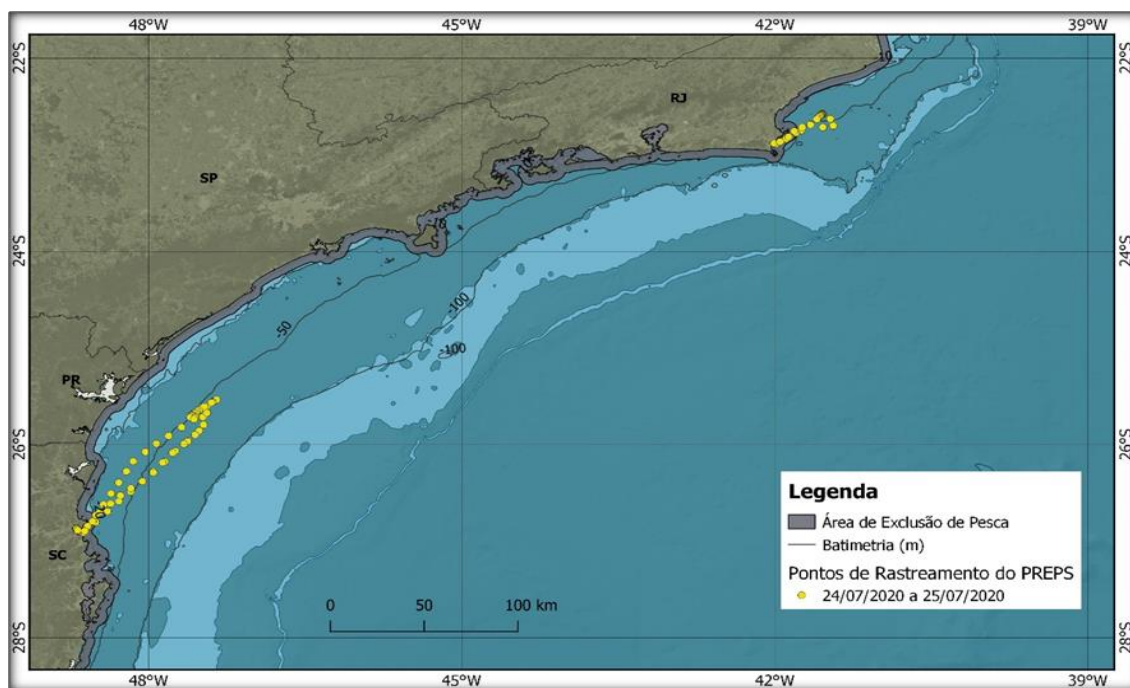 48°W 45°W 42°W 39°W
22°S 22°S
10
RJ
SP
10
24°S 24°S
-100
-50
-100
PR
26°S 26°S
SC
Legenda
Área de Exclusão de Pesca
Batimetria (m)
Pontos de Rastreamento do PREPS
24/07/2020 a 25/07/2020
0 50 100 km
28°S 28°S
48°W 45°W 42°W 39°W